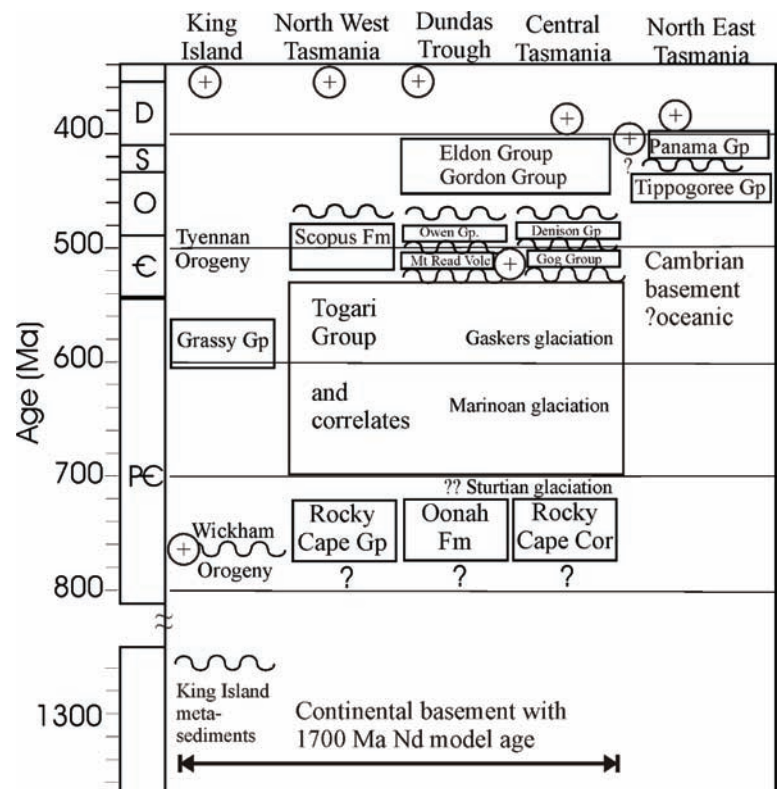 King
Island
North West
Tasmania
Dundas
Trough
Central
Tasmania
North East
Tasmania
Age (Ma)
400
500
600
700
800
1300
D
S
O
Є
PЄ
Eldon Group
Gordon Group
?
Panama Gp
Tippogoree Gp
Tyennan
Orogeny
Scopus Fm
Owen Gp.
Mt Read Volc
Denison Gp
Gog Group
Cambrian
basement
?oceanic
Grassy Gp
Togari
Group
Gaskers glaciation
and
correlates
Marinoan glaciation
?? Sturtian glaciation
Wickham
Orogeny
Rocky
Cape Gp
Oonah
Fm
Rocky
Cape Cor
? ? ?
King Island
meta-
sediments
Continental basement with
1700 Ma Nd model age